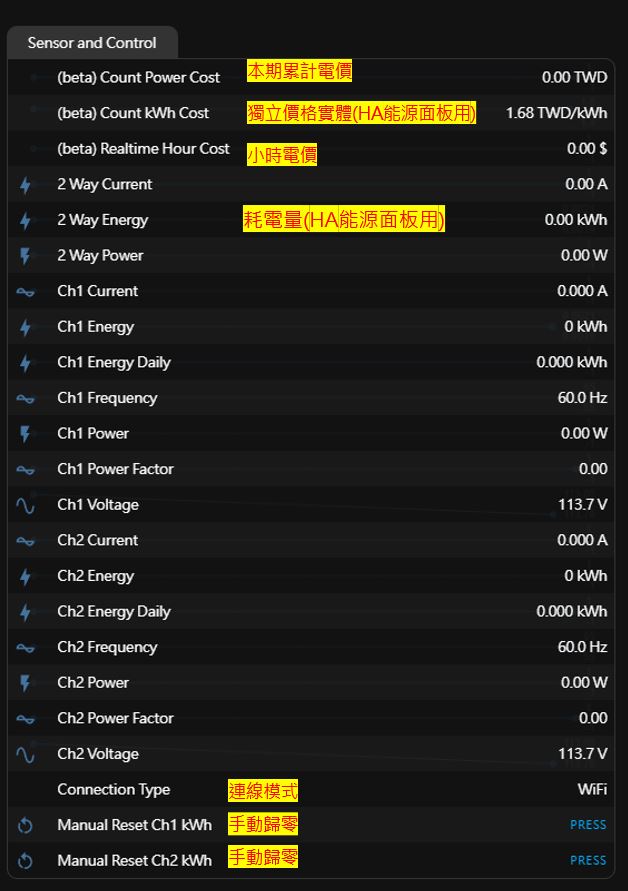 Sensor and Control
(beta) Count Power Cost 本期累計電價 0.00 TWD
(beta) Count kWh Cost 獨立價格實體(HA能源面板用) 1.68 TWD/kWh
(beta) Realtime Hour Cost 小時電價 0.00 $
2 Way Current 0.00 A
2 Way Energy 耗電量(HA能源面板用) 0.00 kWh
2 Way Power 0.00 W
Ch1 Current 0.000 A
Ch1 Energy 0 kWh
Ch1 Energy Daily 0.000 kWh
Ch1 Frequency 60.0 Hz
Ch1 Power 0.00 W
Ch1 Power Factor 0.00
Ch1 Voltage 113.7 V
Ch2 Current 0.000 A
Ch2 Energy 0 kWh
Ch2 Energy Daily 0.000 kWh
Ch2 Frequency 60.0 Hz
Ch2 Power 0.00 W
Ch2 Power Factor 0.00
Ch2 Voltage 113.7 V
Connection Type 連線模式 WiFi
Manual Reset Ch1 kWh 手動歸零 PRESS
Manual Reset Ch2 kWh 手動歸零 PRESS